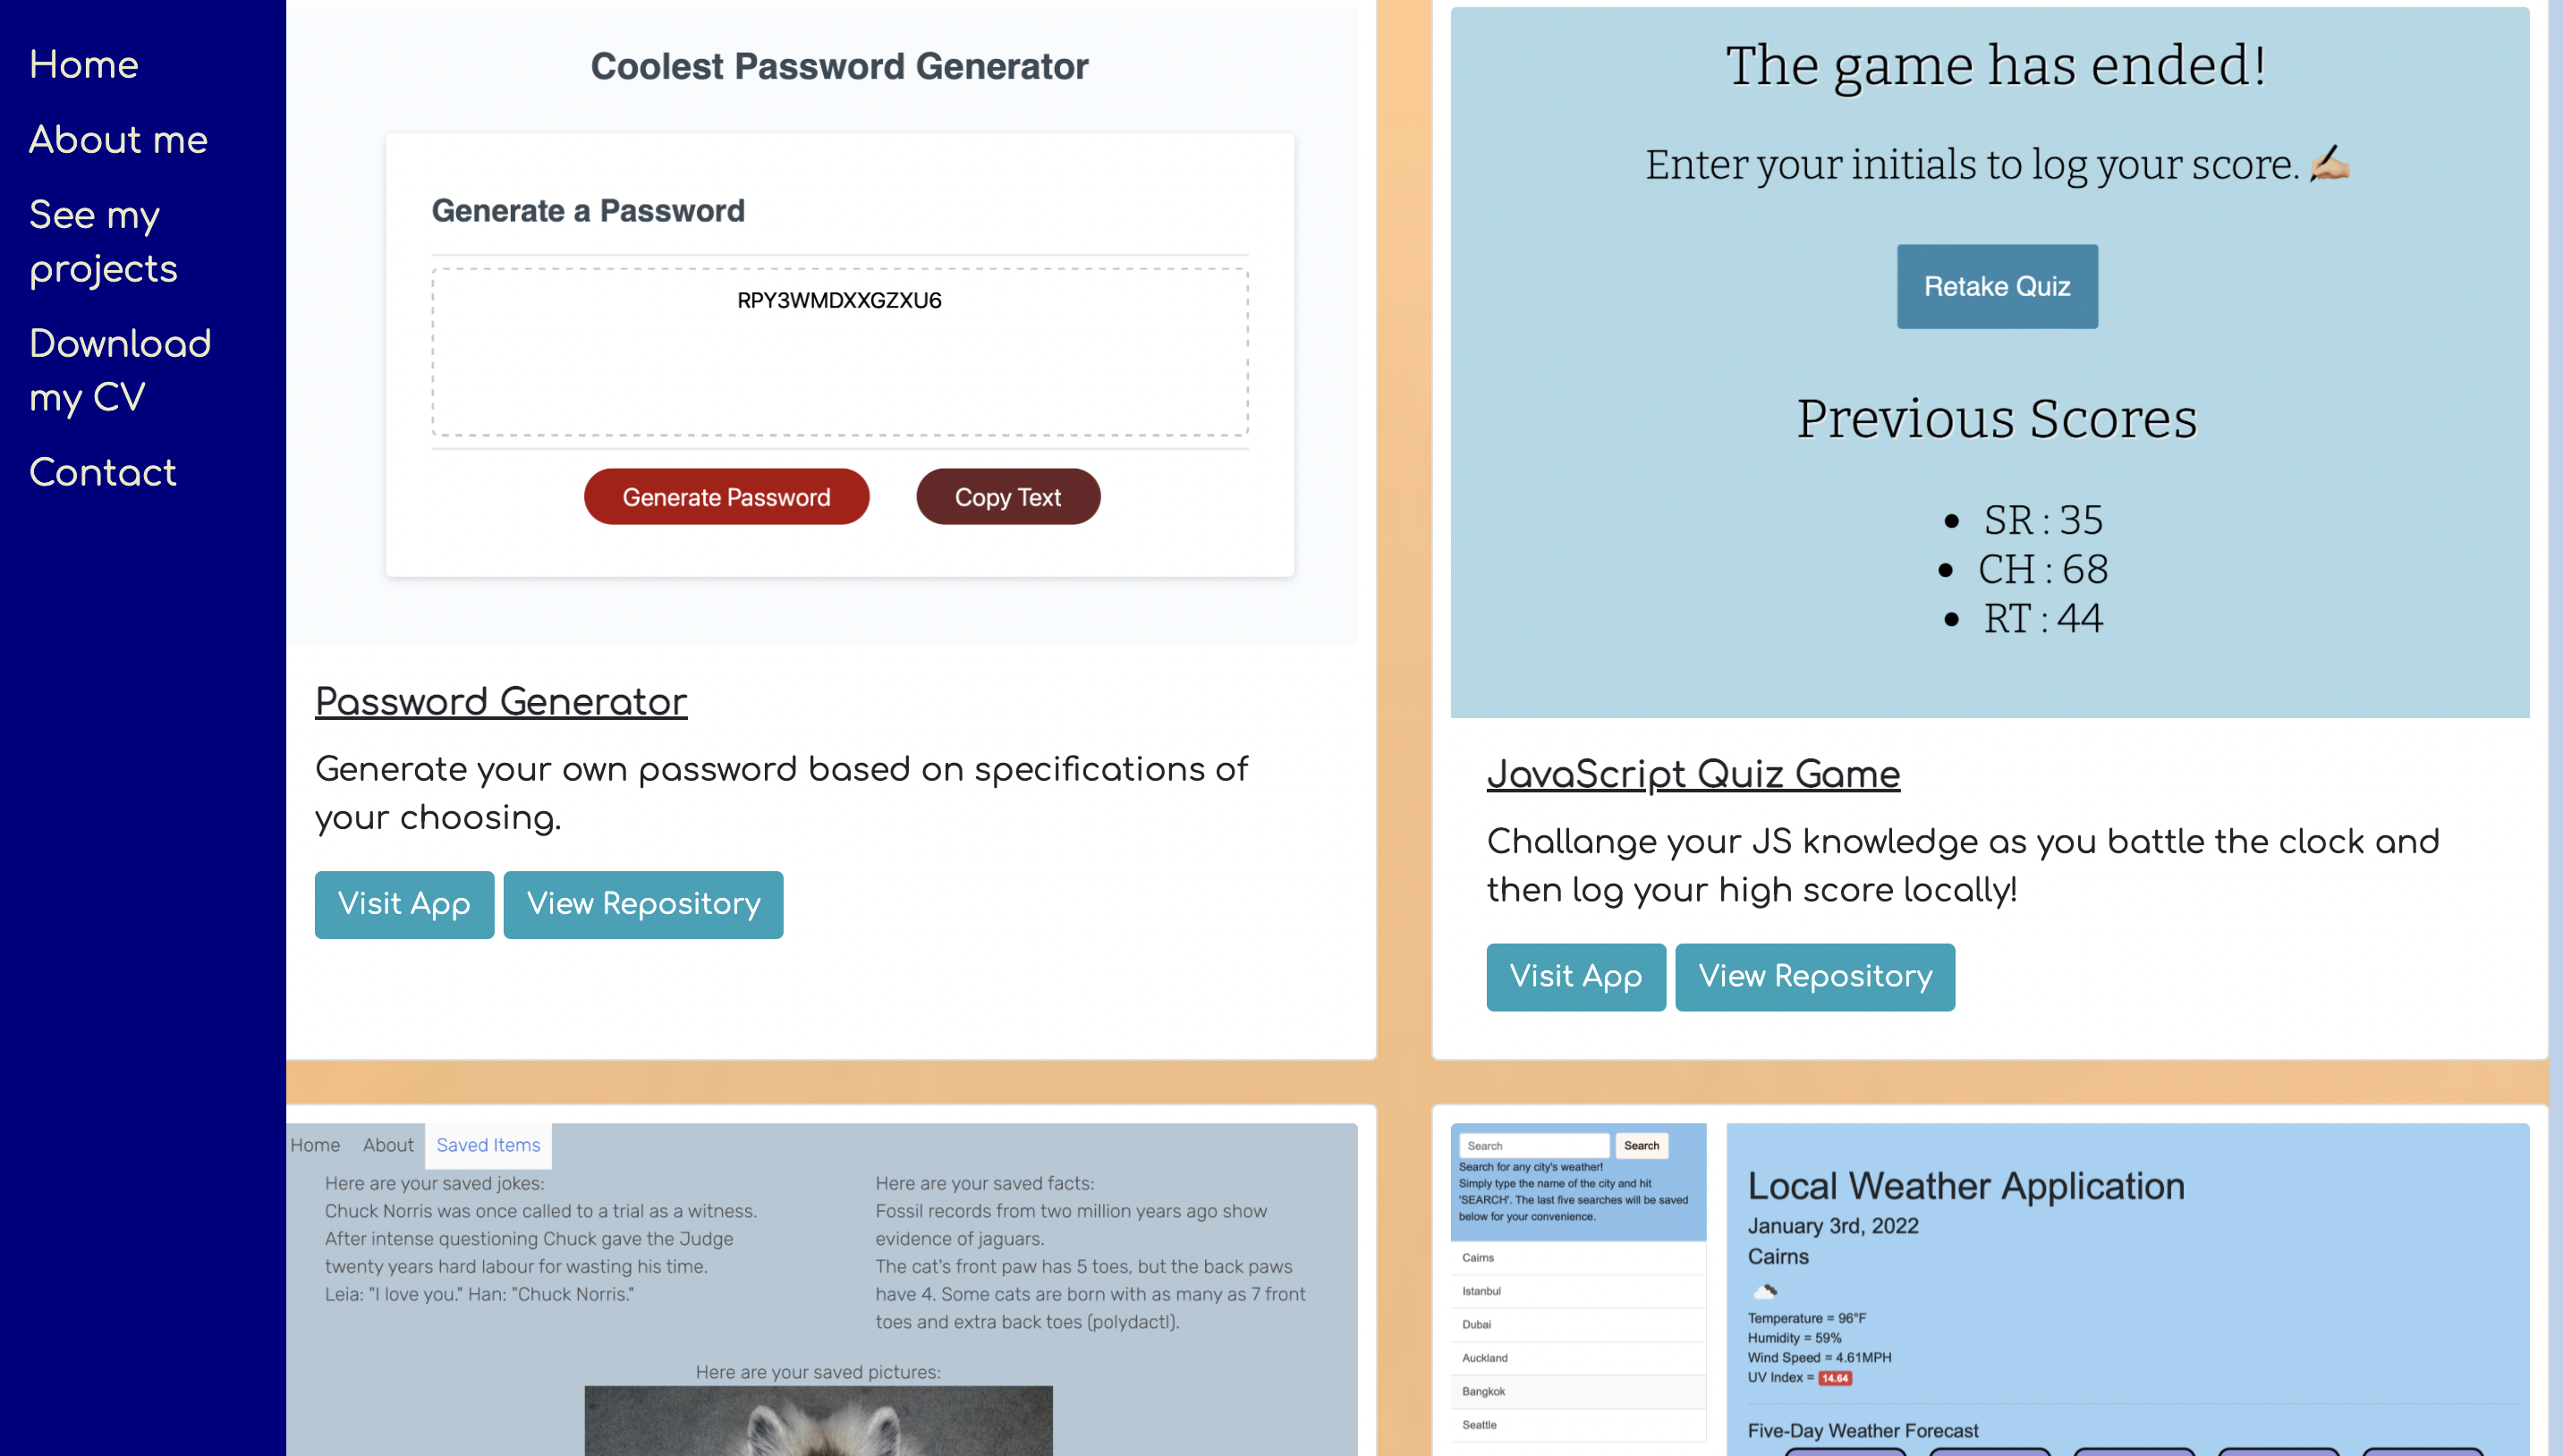 Home
About me
See my
projects
Download
my CV
Contact
Coolest Password Generator
Generate a Password
RPY3WMDXXGZXU6
Generate Password
Copy Text
Password Generator
Generate your own password based on specifications of
your choosing.
Visit App
View Repository
The game has ended!
Enter your initials to log your score. ✍🏼
Retake Quiz
Previous Scores
• SR : 35
• CH : 68
• RT : 44
JavaScript Quiz Game
Challange your JS knowledge as you battle the clock and
then log your high score locally!
Visit App
View Repository
Home
About
Saved Items
Here are your saved jokes:
Chuck Norris was once called to a trial as a witness.
After intense questioning Chuck gave the Judge
twenty years hard labour for wasting his time.
Leia: "I love you." Han: "Chuck Norris."
Here are your saved facts:
Fossil records from two million years ago show
evidence of jaguars.
The cat's front paw has 5 toes, but the back paws
have 4. Some cats are born with as many as 7 front
toes and extra back toes (polydactl).
Here are your saved pictures:
Search
Search
Search for any city's weather!
Simply type the name of the city and hit
'SEARCH'. The last five searches will be saved
below for your convenience.
Cairns
Istanbul
Dubai
Auckland
Bangkok
Seattle
Local Weather Application
January 3rd, 2022
Cairns
Temperature = 96°F
Humidity = 59%
Wind Speed = 4.61MPH
UV Index = 14.64
Five-Day Weather Forecast